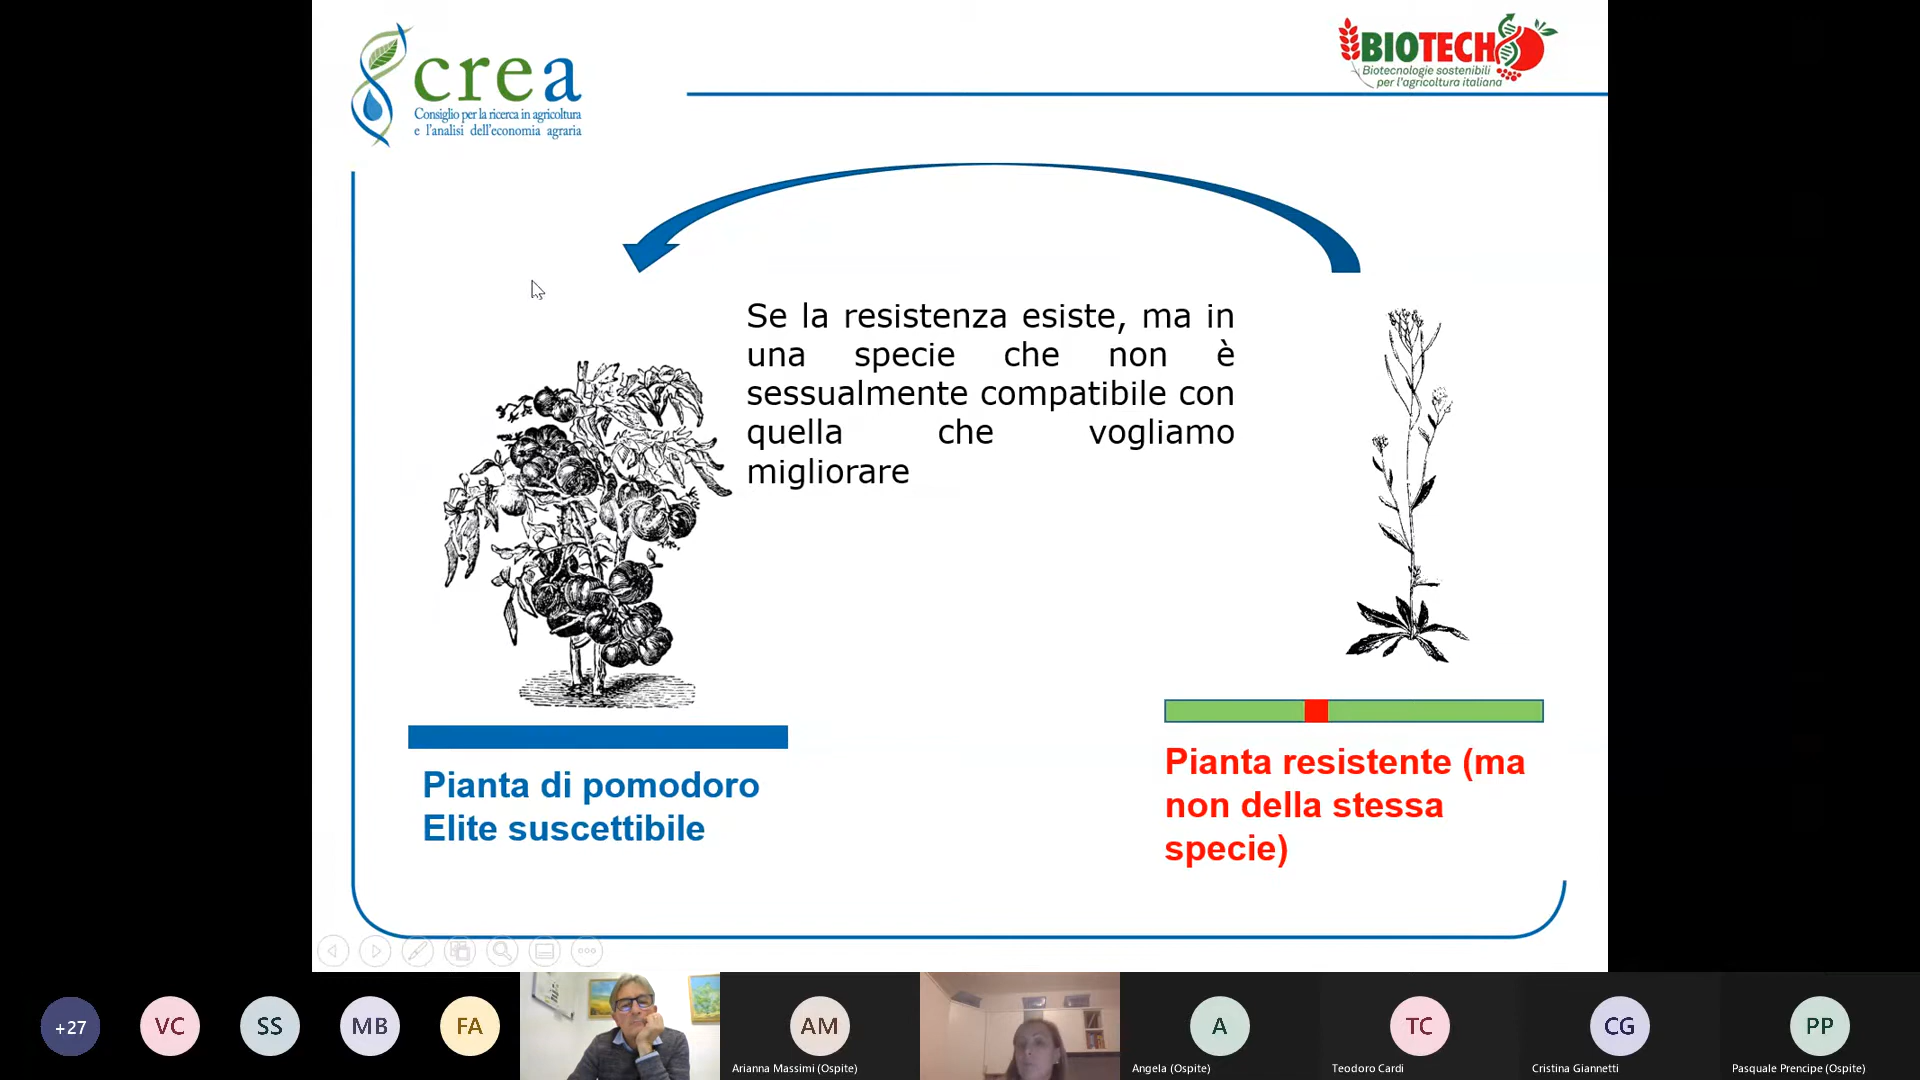 crea
Consiglio per la ricerca in agricoltura
e l'analisi dell'economia agraria
BIOTECH
Biotecnologie sostenibili
per l'agricoltura italiana
Se la resistenza esiste, ma in
una specie che non è
sessualmente compatibile con
quella che vogliamo
migliorare
Pianta di pomodoro
Elite suscettibile
Pianta resistente (ma
non della stessa
specie)
+27
VC
SS
MB
FA
AM
Arianna Massimi (Ospite)
A
Angela (Ospite)
TC
Teodoro Cardi
CG
Cristina Giannetti
PP
Pasquale Prencipe (Ospite)